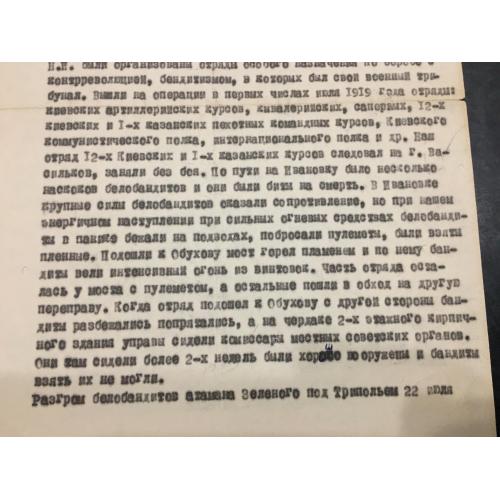 Н.И. были организованы отряды особого назначения по борьбе с
контрреволюцией, бендитизмом, в которых был свой военный три-
бунал. Вышли на операции в первых числах июля 1919 года отряды:
киевских артиллеринских курсов, кывалеринских, саперных, 12-х
киевских и I-х казанских пехотных командных курсов, Киевского
коммунистического полка, интернационального полка и др. Наш
отряд 12-х Киевских и I-х казанских курсов следовал на г. Ва-
сильков, заняли без боя. По пути на Ивановку было несколько
наскоков белобандитов и они были биты на смерть. В Ивановке
крупные силы белобандитов оказали сопротивление, но при нашем
энергичном наступлении при сильных огневых средствах белобанди-
ты в панике бежали на подводах, побросали пулеметы, были взяты
пленные. Подошли к Обухову мост горел пламенем и по нему бан-
диты вели интенсивный огонь из винтовок. Часть отряда оста-
лась у моста с пулеметом, а остальные пошли в обход на другую
переправу. Когда отряд подошел к Обухову с другой стороны бан-
диты разбежались попрятались, а на чердаке 2-х этажного кирпич-
ного здания управы сидели комиссары местных советских органов.
Они там сидели более 2-х недель были хорошо вооружены и бандиты
взять их не могли.
Разгром белобандитов атамана Зеленого под Трипольем 22 июля